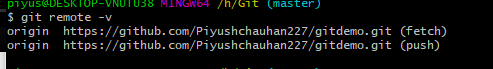 piyus@DESKTOP-VNUTU38 MINGW64 /h/Git (master)
$ git remote -v
origin  https://github.com/Piyushchauhan227/gitdemo.git (fetch)
origin  https://github.com/Piyushchauhan227/gitdemo.git (push)